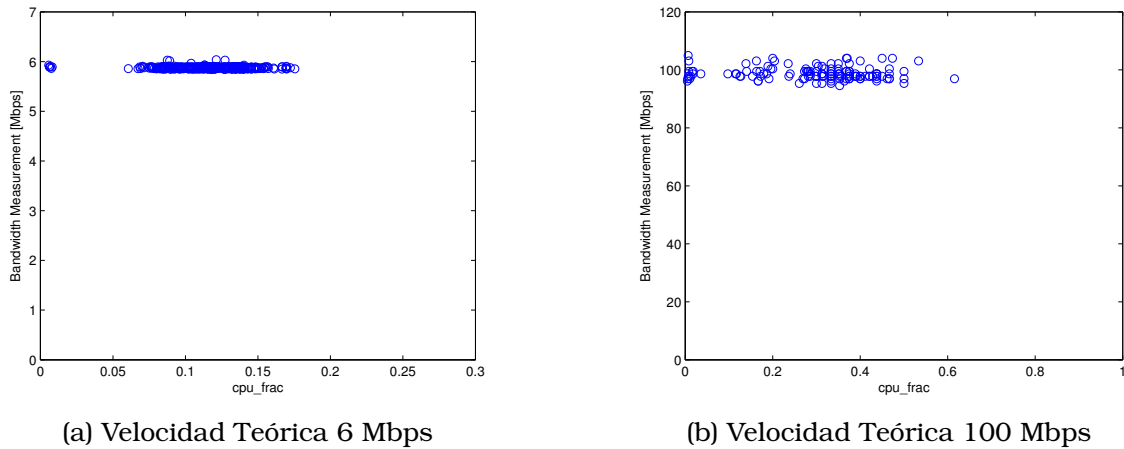 7
6
5
4
3
2
1
0
Bandwidth Measurement [Mbps]
0 0.05 0.1 0.15 0.2 0.25 0.3
cpu_frac
(a) Velocidad Teórica 6 Mbps
120
100
80
60
40
20
0
Bandwidth Measurement [Mbps]
0 0.2 0.4 0.6 0.8 1
cpu_frac
(b) Velocidad Teórica 100 Mbps